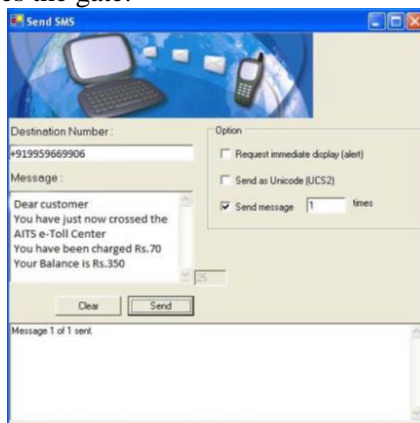 es the gate.
Send SMS
Destination Number :
+919959669906
Message :
Dear customer
You have just now crossed the
AITS e-Toll Center
You have been charged Rs.70
Your Balance is Rs.350
25
Clear
Send
Option
Request immediate display (alert)
Send as Unicode (UCS2)
Send message 1 times
Message 1 of 1 sent.